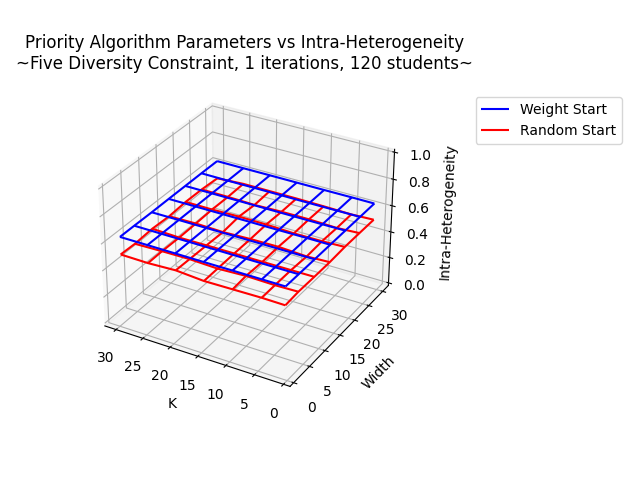 Priority Algorithm Parameters vs Intra-Heterogeneity
~Five Diversity Constraint, 1 iterations, 120 students~
Weight Start
Random Start
1.0
0.8
0.6
0.4
0.2
0.0
Intra-Heterogeneity
30
25
20
15
10
5
0
K
0
5
10
15
20
25
30
Width